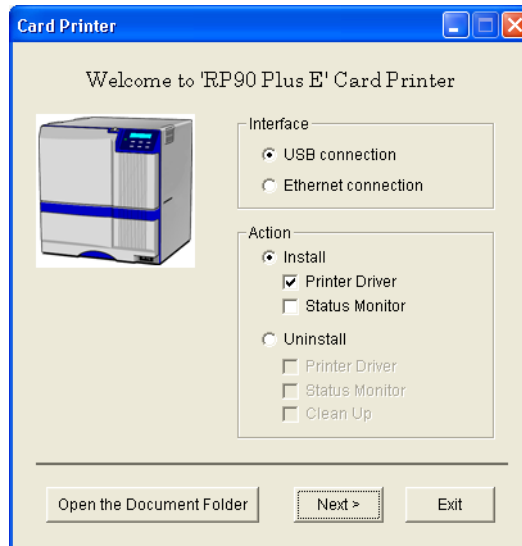 Card Printer
Welcome to 'RP90 Plus E' Card Printer
Interface
USB connection
Ethernet connection
Action
Install
Printer Driver
Status Monitor
Uninstall
Printer Driver
Status Monitor
Clean Up
Open the Document Folder
Next >
Exit